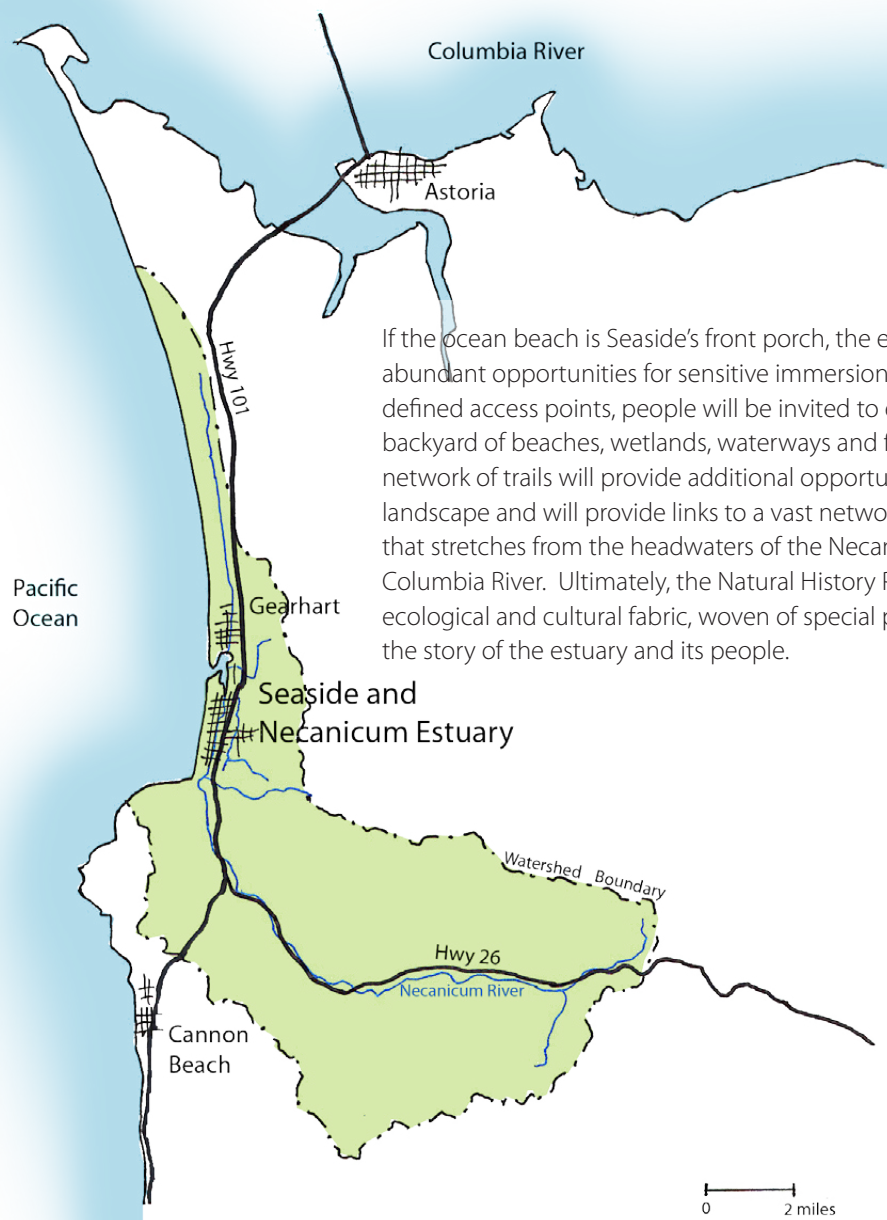 Columbia River
Astoria
If the ocean beach is Seaside’s front porch, the e
abundant opportunities for sensitive immersion
defined access points, people will be invited to
backyard of beaches, wetlands, waterways and f
network of trails will provide additional opportu
landscape and will provide links to a vast netwo
that stretches from the headwaters of the Necan
Columbia River.  Ultimately, the Natural History P
ecological and cultural fabric, woven of special p
the story of the estuary and its people.
Hwy 101
Pacific
Ocean
Gearhart
Seaside and
Necanicum Estuary
Watershed Boundary
Hwy 26
Necanicum River
Cannon
Beach
0 2 miles